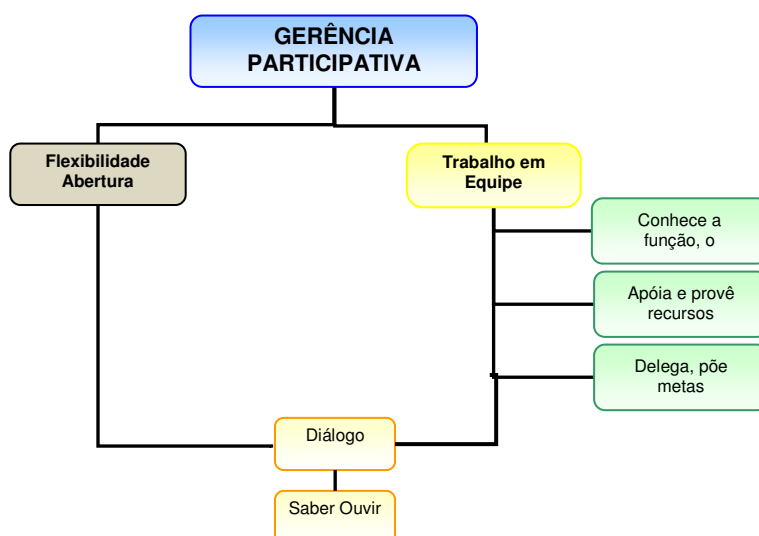 GERÊNCIA
PARTICIPATIVA
Flexibilidade
Abertura
Trabalho em
Equipe
Conhece a
função, o
Apóia e provê
recursos
Delega, põe
metas
Diálogo
Saber Ouvir